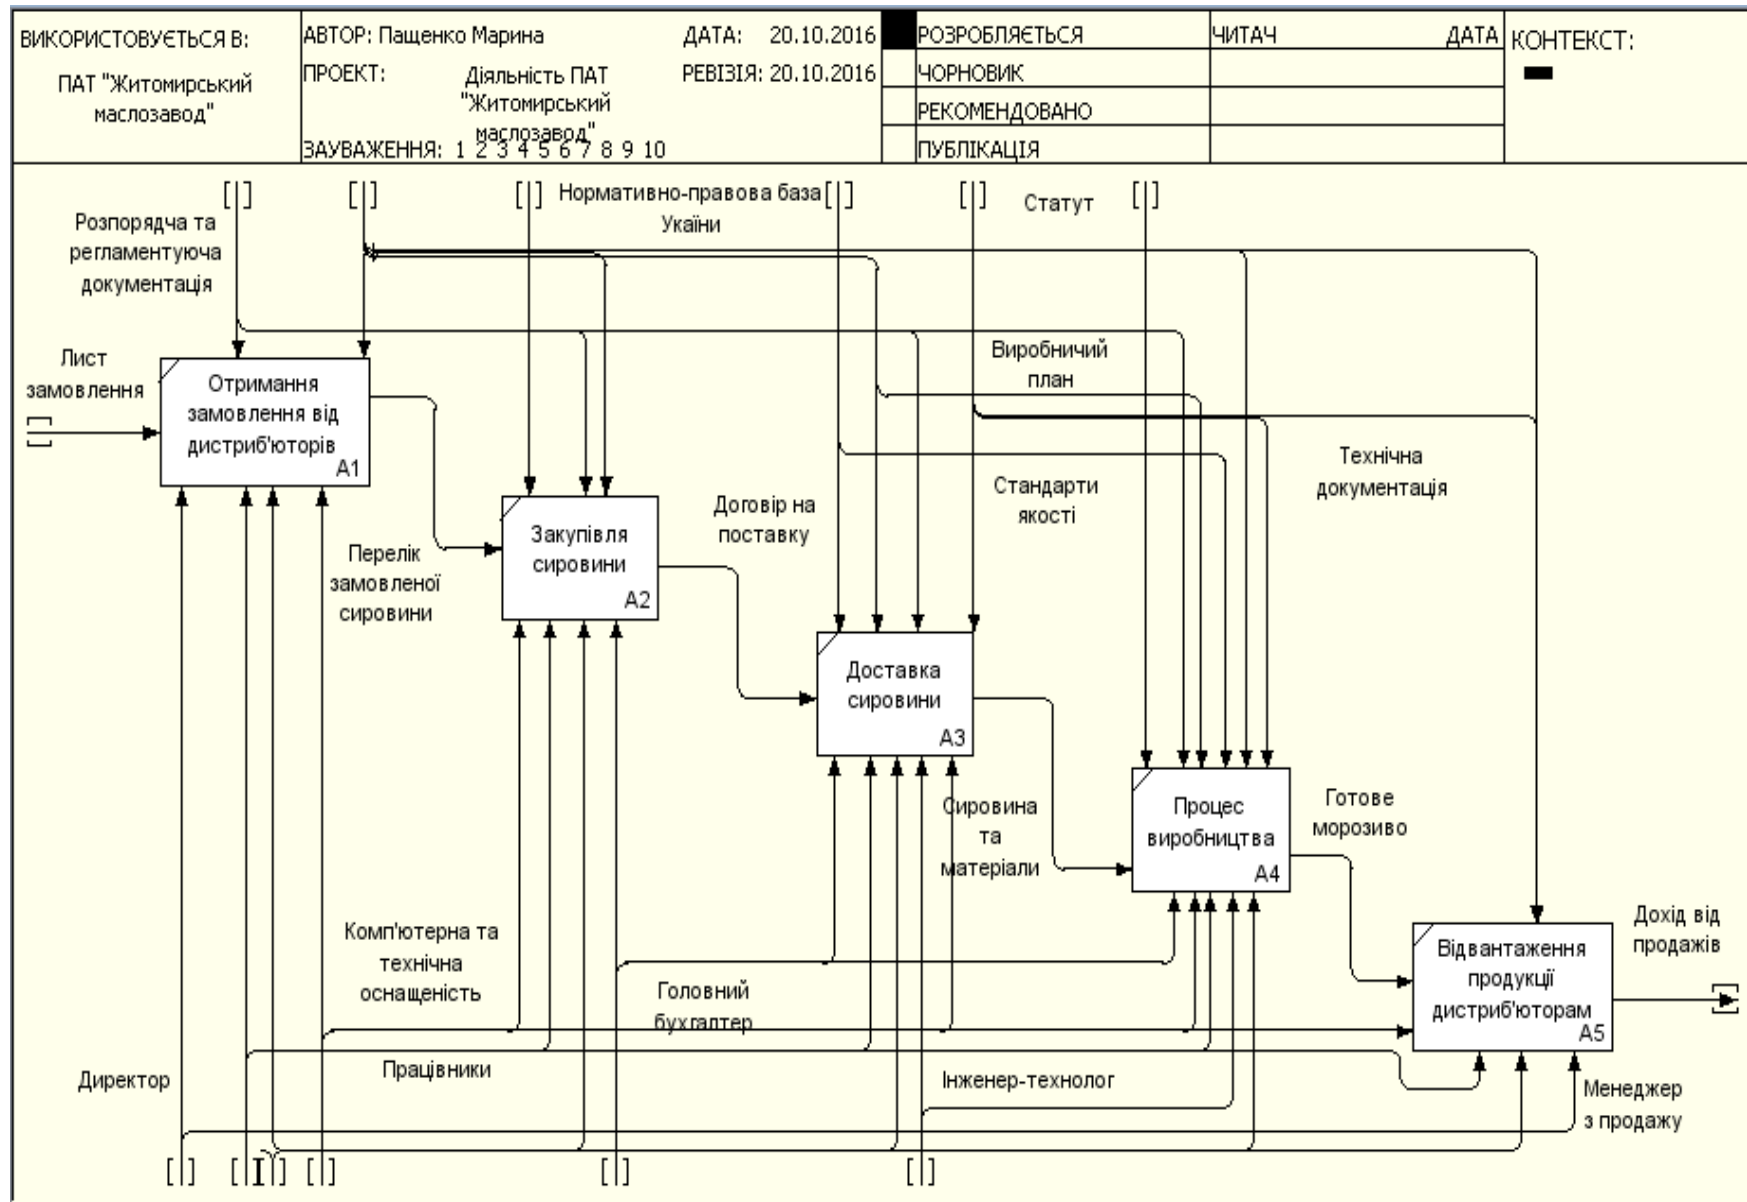 ВИКОРИСТОВУЄТЬСЯ В:
ПАТ "Житомирський
маслозавод"
АВТОР: Пащенко Марина
ДАТА: 20.10.2016
ПРОЕКТ:
Діяльність ПАТ
"Житомирський
маслозавод"
РЕВІЗІЯ: 20.10.2016
ЗАУВАЖЕННЯ: 1 2 3 4 5 6 7 8 9 10
РОЗРОБЛЯЄТЬСЯ
ЧОРНОВИК
РЕКОМЕНДОВАНО
ПУБЛІКАЦІЯ
ЧИТАЧ
ДАТА
КОНТЕКСТ:
Розпорядча та
регламентуюча
документація
Нормативно-правова база
Укаїни
Статут
Лист
замовлення
Отримання
замовлення від
дистриб'юторів
A1
Виробничий
план
Технічна
документація
Стандарти
якості
Договір на
поставку
Закупівля
сировини
A2
Перелік
замовленої
сировини
Доставка
сировини
A3
Сировина
та
матеріали
Процес
виробництва
A4
Готове
морозиво
Відвантаження
продукції
дистриб'юторам
A5
Дохід від
продажів
Комп'ютерна та
технічна
оснащеність
Головний
бухгалтер
Директор
Працівники
Інженер-технолог
Менеджер
з продажу